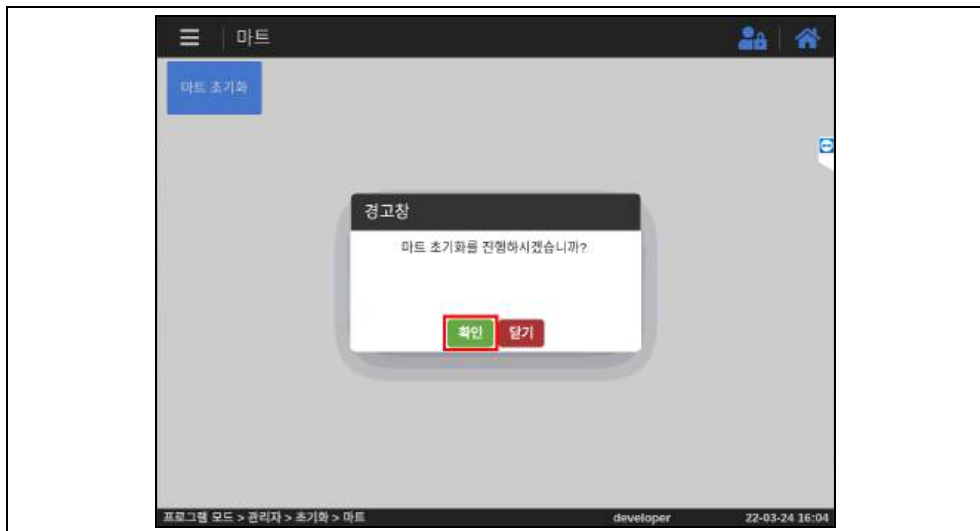 마트
마트 초기화
경고창
마트 초기화를 진행하시겠습니까?
확인 닫기
프로그램 모드 > 관리자 > 초기화 > 마트 developer 22-03-24 16:04